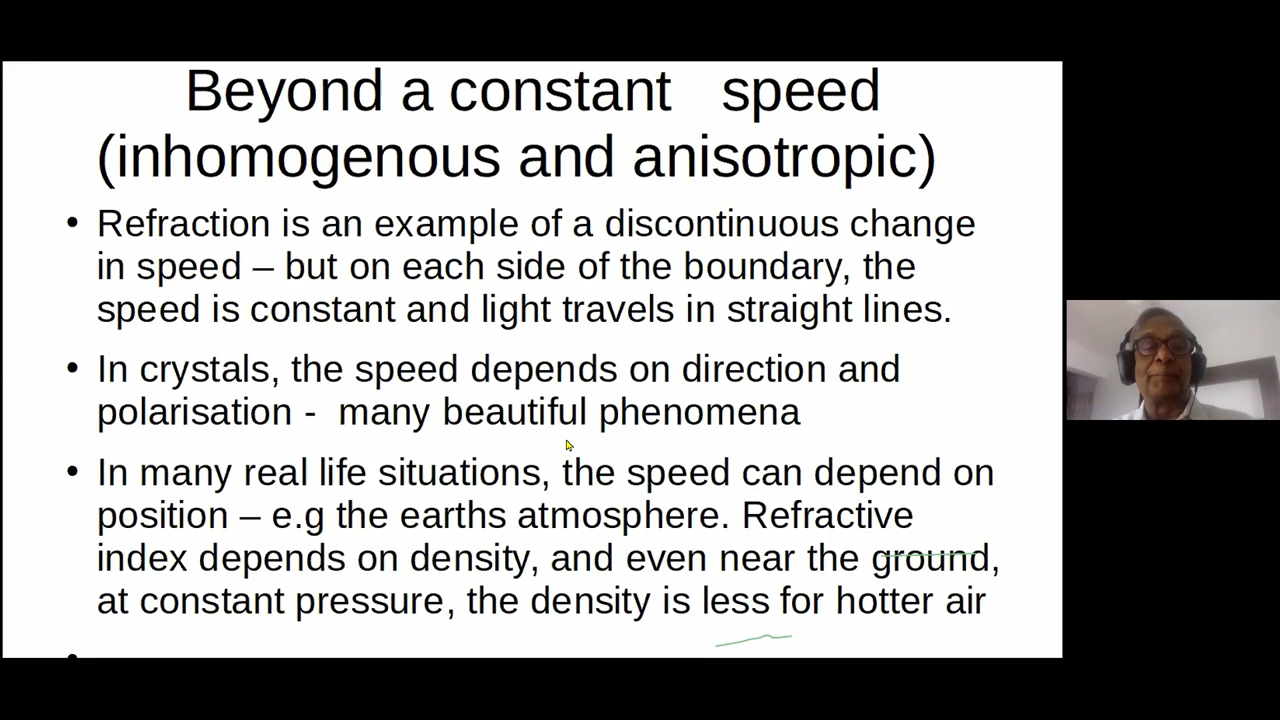 Beyond a constant speed
(inhomogenous and anisotropic)
• Refraction is an example of a discontinuous change
in speed – but on each side of the boundary, the
speed is constant and light travels in straight lines.
• In crystals, the speed depends on direction and
polarisation - many beautiful phenomena
• In many real life situations, the speed can depend on
position – e.g the earths atmosphere. Refractive
index depends on density, and even near the ground,
at constant pressure, the density is less for hotter air